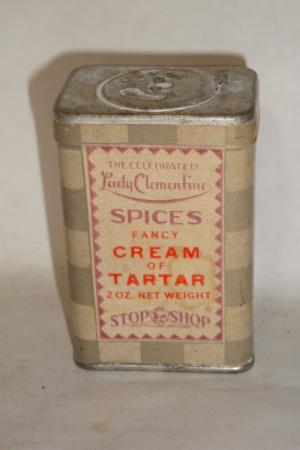 THE CELEBRATED
Lady Clementine
SPICES
FANCY
CREAM
OF
TARTAR
2 OZ. NET WEIGHT
STOP SHOP